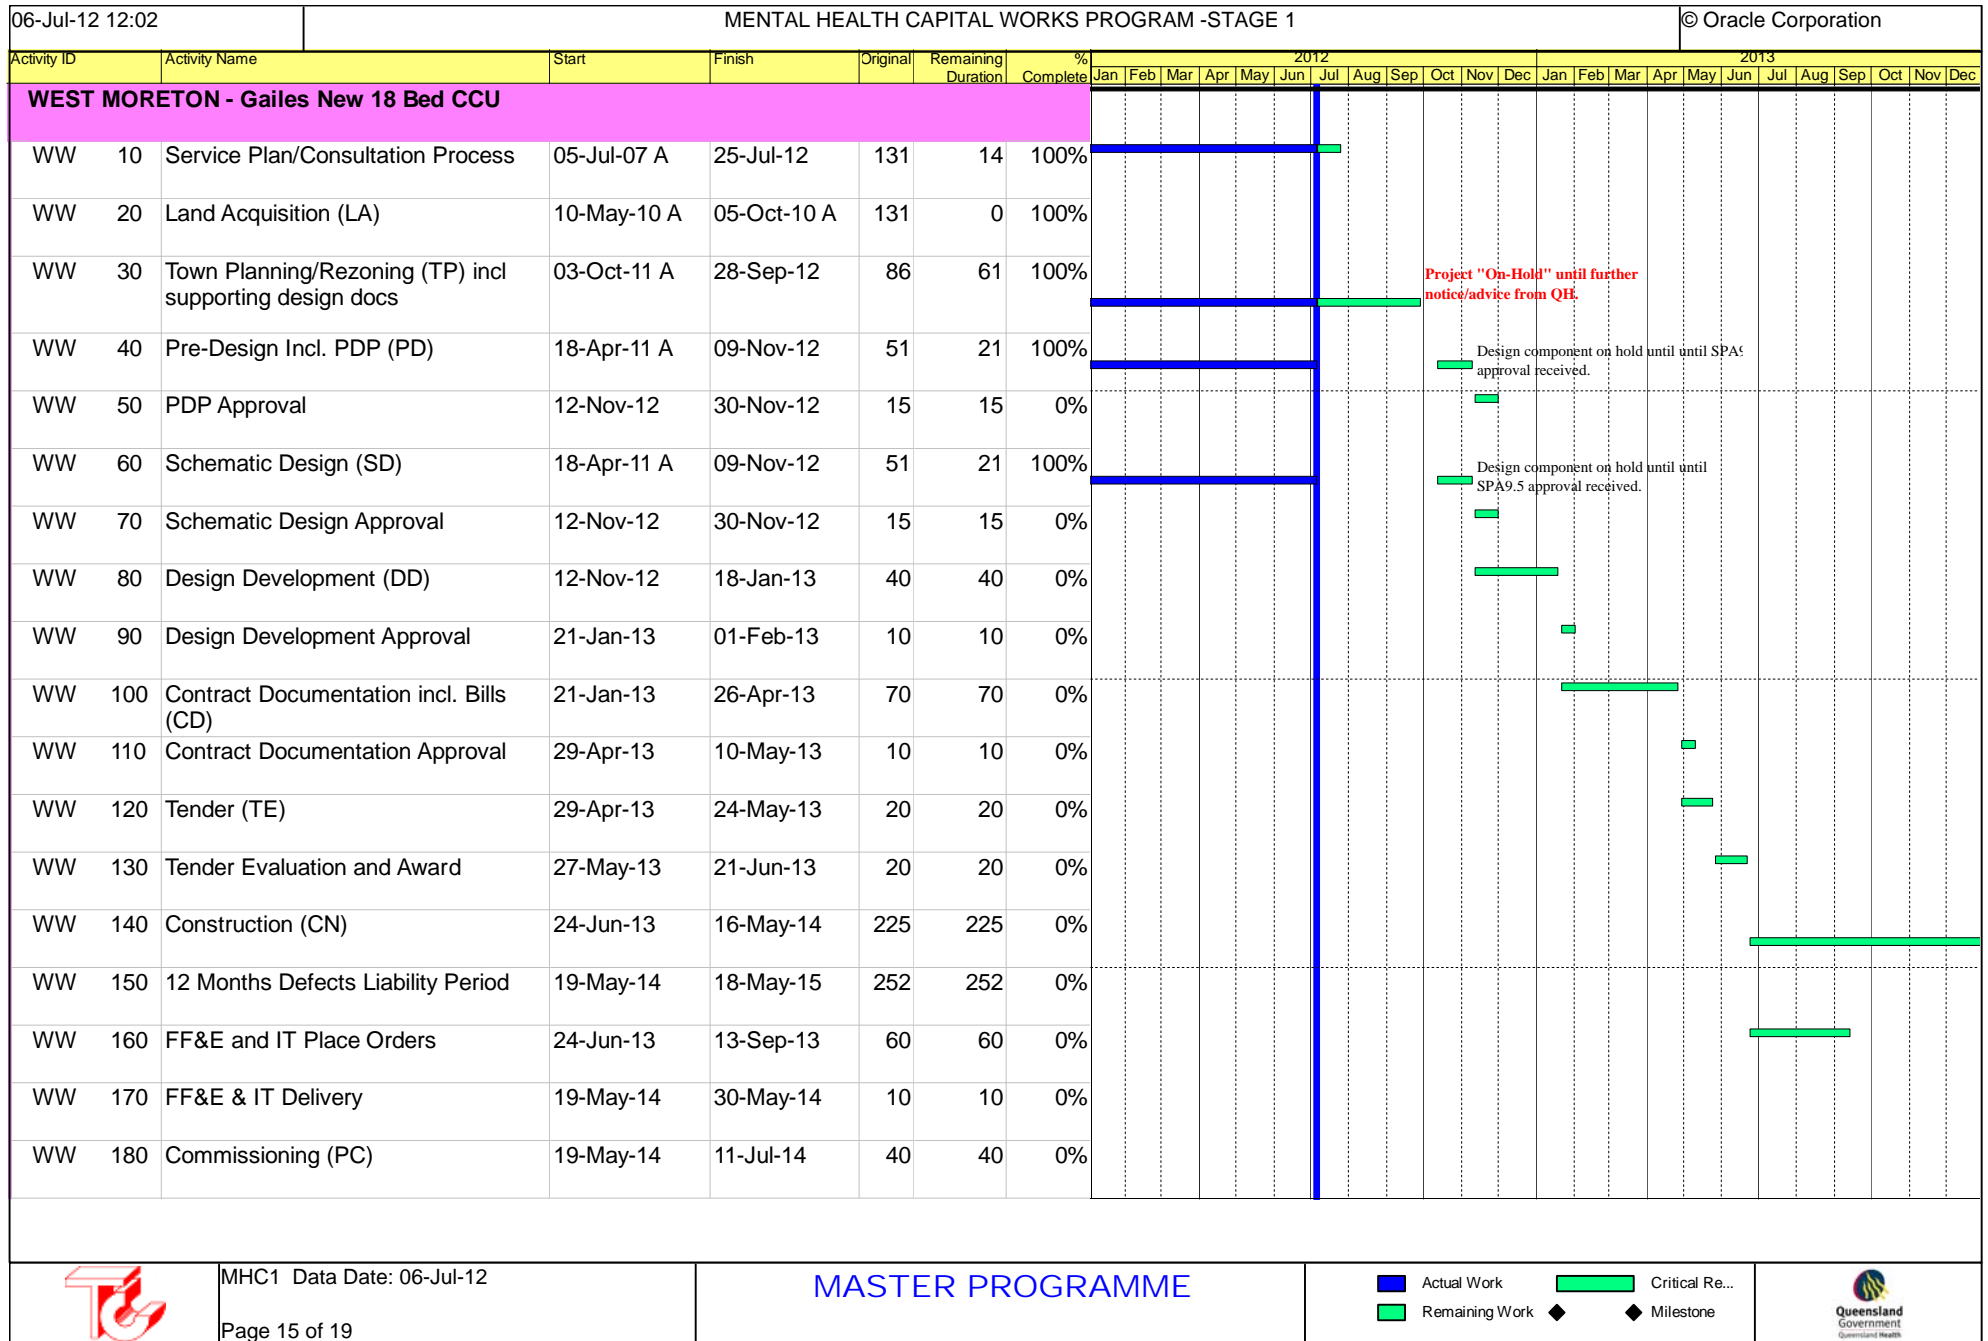 06-Jul-12 12:02 MENTAL HEALTH CAPITAL WORKS PROGRAM -STAGE 1 © Oracle Corporation
Activity ID Activity Name Start Finish Original Remaining % 2012 2013
Duration Complete Jan Feb Mar Apr May Jun Jul Aug Sep Oct Nov Dec Jan Feb Mar Apr May Jun Jul Aug Sep Oct Nov Dec
WEST MORETON - Gailes New 18 Bed CCU
WW 10 Service Plan/Consultation Process 05-Jul-07 A 25-Jul-12 131 14 100%
WW 20 Land Acquisition (LA) 10-May-10 A 05-Oct-10 A 131 0 100%
WW 30 Town Planning/Rezoning (TP) incl 03-Oct-11 A 28-Sep-12 86 61 100% Project "On-Hold" until further
supporting design docs notice/advice from QH.
WW 40 Pre-Design Incl. PDP (PD) 18-Apr-11 A 09-Nov-12 51 21 100% Design component on hold until until SPA9
approval received.
WW 50 PDP Approval 12-Nov-12 30-Nov-12 15 15 0%
WW 60 Schematic Design (SD) 18-Apr-11 A 09-Nov-12 51 21 100% Design component on hold until until
SPA9.5 approval received.
WW 70 Schematic Design Approval 12-Nov-12 30-Nov-12 15 15 0%
WW 80 Design Development (DD) 12-Nov-12 18-Jan-13 40 40 0%
WW 90 Design Development Approval 21-Jan-13 01-Feb-13 10 10 0%
WW 100 Contract Documentation incl. Bills 21-Jan-13 26-Apr-13 70 70 0%
(CD)
WW 110 Contract Documentation Approval 29-Apr-13 10-May-13 10 10 0%
WW 120 Tender (TE) 29-Apr-13 24-May-13 20 20 0%
WW 130 Tender Evaluation and Award 27-May-13 21-Jun-13 20 20 0%
WW 140 Construction (CN) 24-Jun-13 16-May-14 225 225 0%
WW 150 12 Months Defects Liability Period 19-May-14 18-May-15 252 252 0%
WW 160 FF&E and IT Place Orders 24-Jun-13 13-Sep-13 60 60 0%
WW 170 FF&E & IT Delivery 19-May-14 30-May-14 10 10 0%
WW 180 Commissioning (PC) 19-May-14 11-Jul-14 40 40 0%
MHC1 Data Date: 06-Jul-12
Page 15 of 19
MASTER PROGRAMME
Actual Work Critical Re...
Remaining Work Milestone
Queensland
Government
Queensland Health